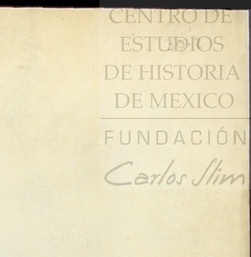 CENTRO DE
ESTUDIOS
DE HISTORIA
DE MEXICO
FUNDACIÓN
Carlos Slim